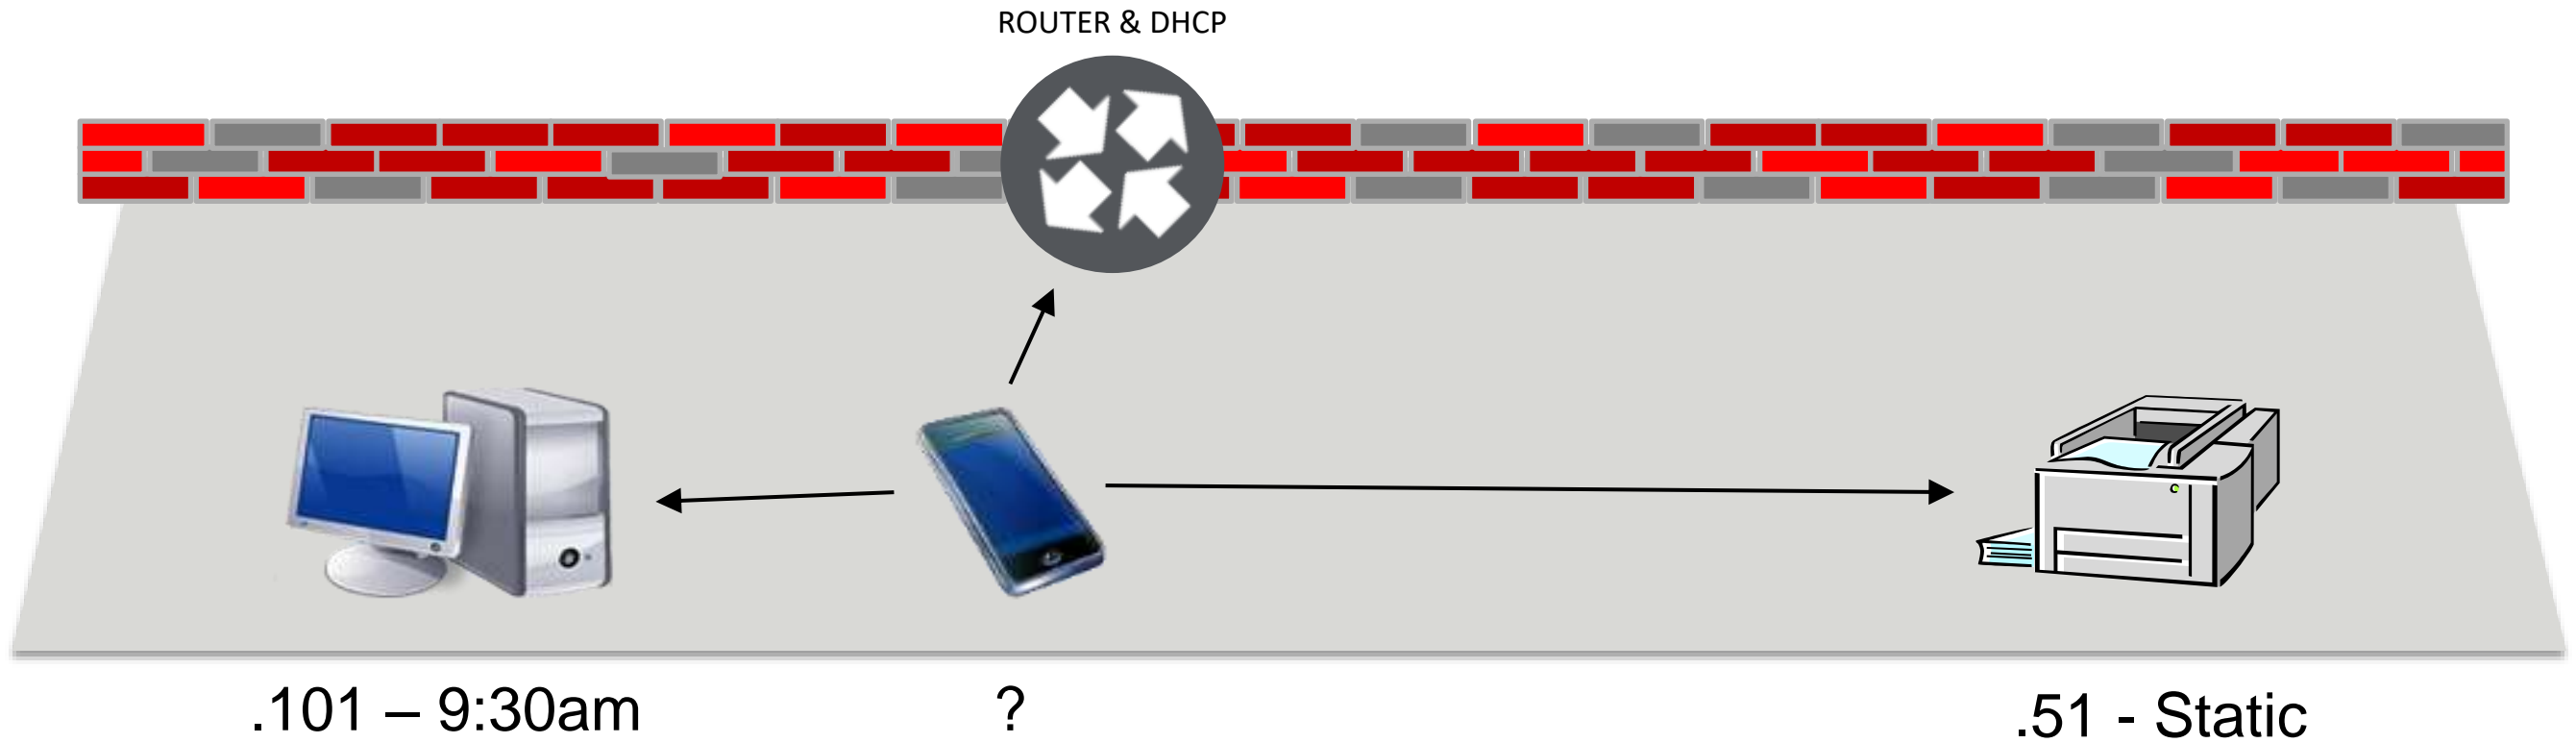 ROUTER & DHCP
.101 – 9:30am
?
.51 - Static